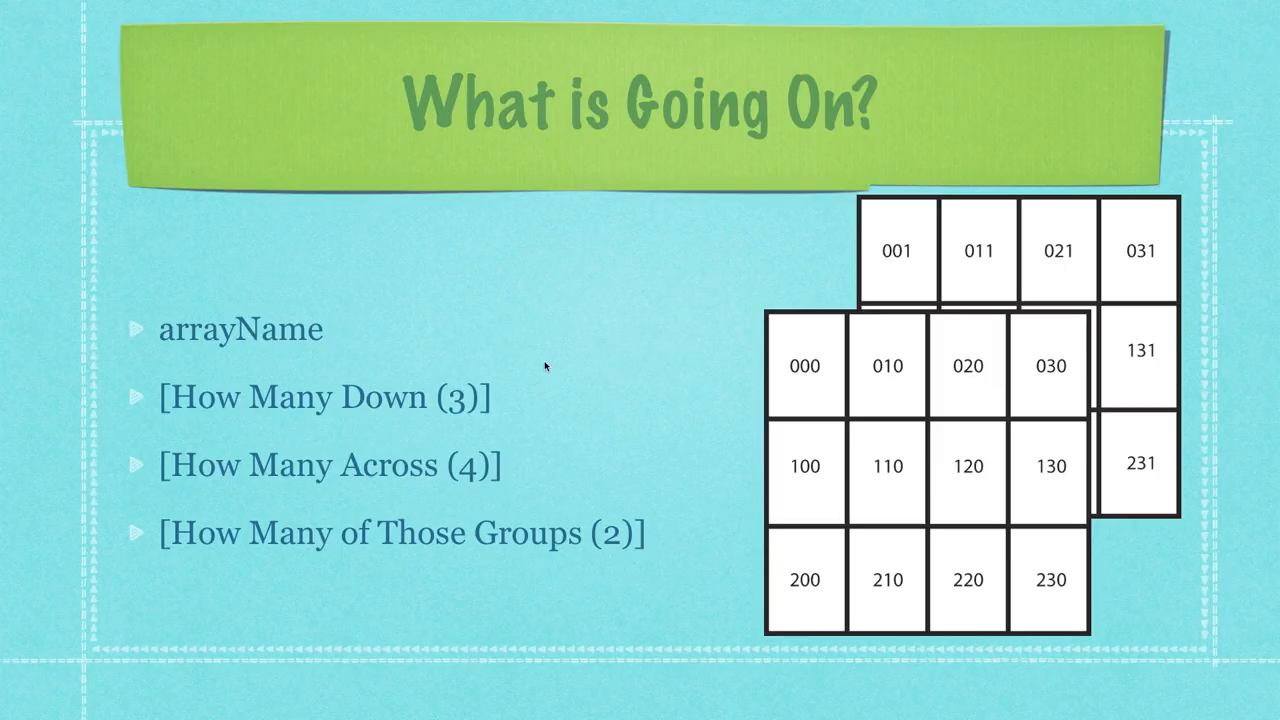 What is Going On?
arrayName
[How Many Down (3)]
[How Many Across (4)]
[How Many of Those Groups (2)]
001 011 021 031
131
231
000 010 020 030
100 110 120 130
200 210 220 230